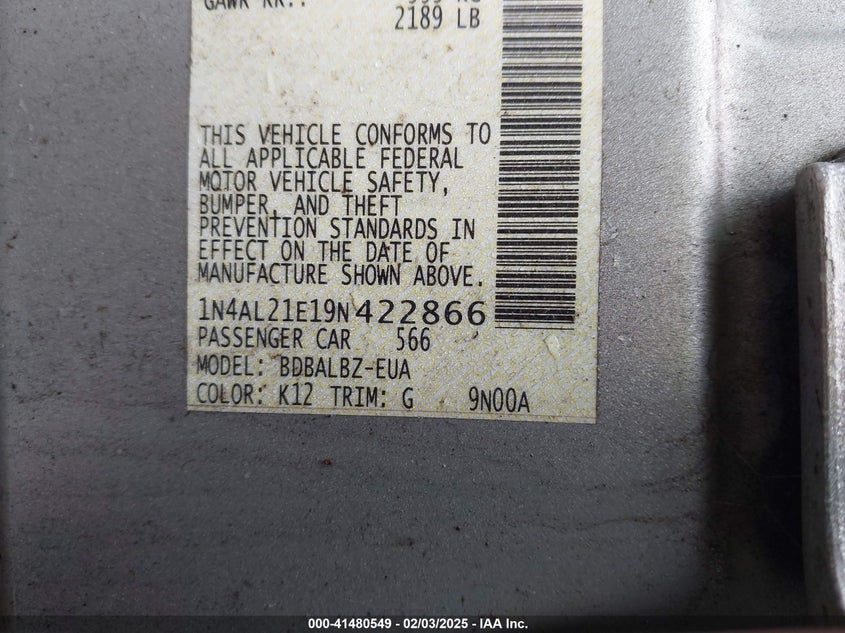 GAWR RR.:
2189 LB
THIS VEHICLE CONFORMS TO
ALL APPLICABLE FEDERAL
MOTOR VEHICLE SAFETY,
BUMPER, AND THEFT
PREVENTION STANDARDS IN
EFFECT ON THE DATE OF
MANUFACTURE SHOWN ABOVE.
1N4AL21E19N422866
PASSENGER CAR 566
MODEL: BDBALBZ-EUA
COLOR: K12 TRIM: G 9N00A
000-41480549 — 02/03/2025 — IAA Inc.